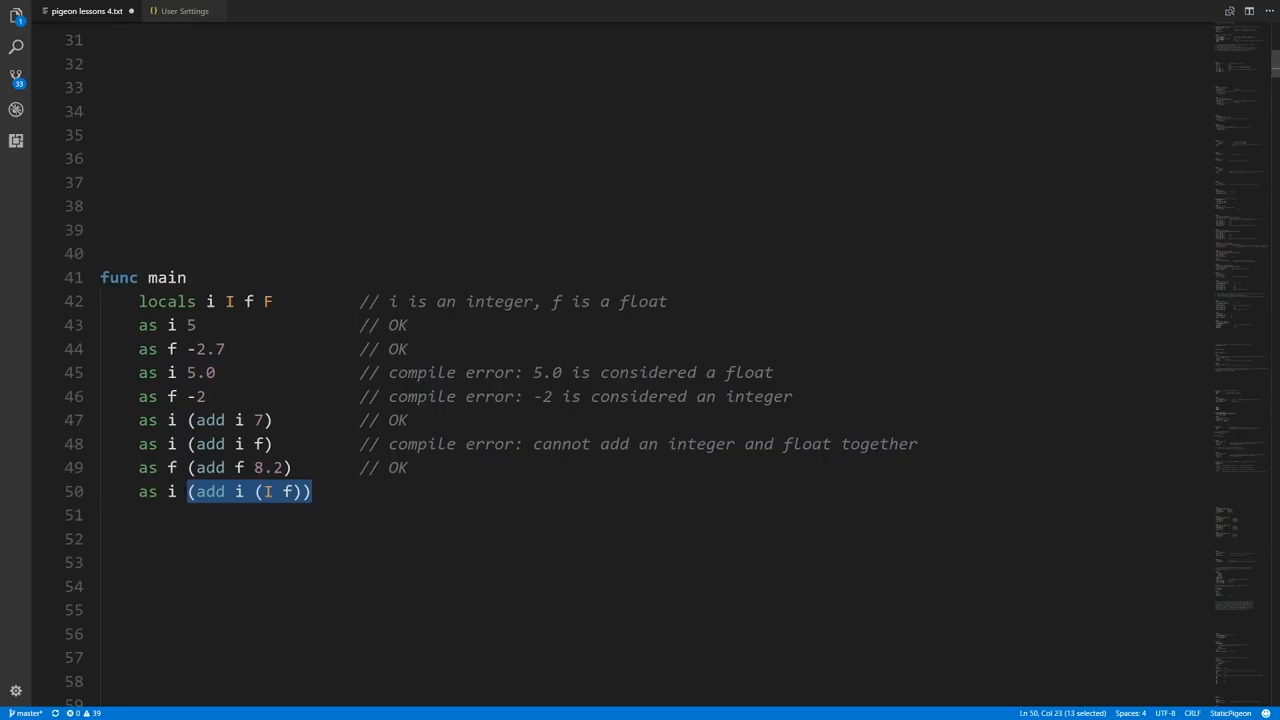 pigeon lessons 4.txt
{ } User Settings
1
33
31
32
33
34
35
36
37
38
39
40
41 func main
42 locals i I f F // i is an integer, f is a float
43 as i 5 // OK
44 as f -2.7 // OK
45 as i 5.0 // compile error: 5.0 is considered a float
46 as f -2 // compile error: -2 is considered an integer
47 as i (add i 7) // OK
48 as i (add i f) // compile error: cannot add an integer and float together
49 as f (add f 8.2) // OK
50 as i (add i (I f))
51
52
53
54
55
56
57
58
59
master* 0 39 Ln 50, Col 23 (13 selected) Spaces: 4 UTF-8 CRLF StaticPigeon